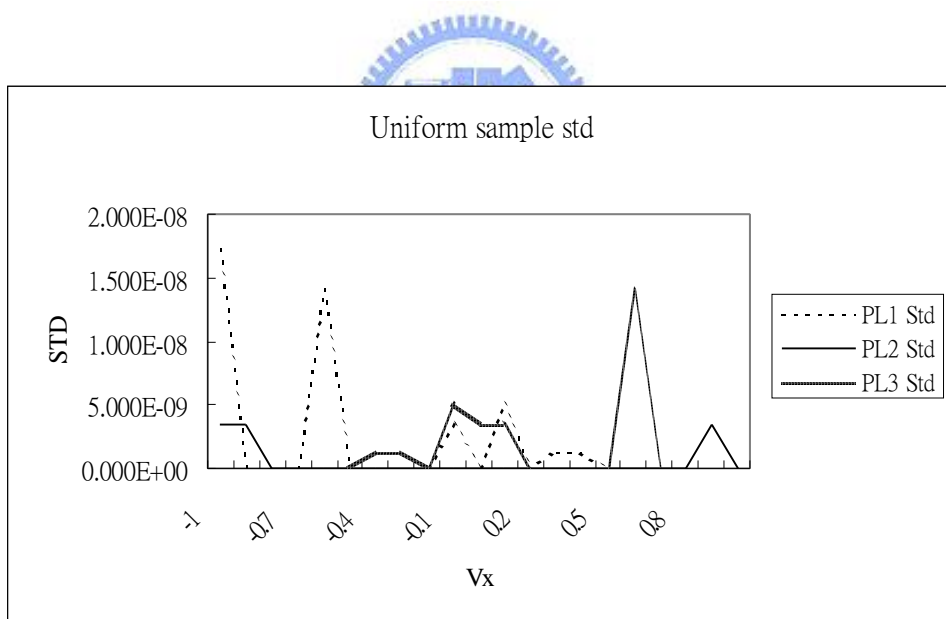 Uniform sample std
2.000E-08
1.500E-08
1.000E-08
5.000E-09
0.000E+00
STD
-1
-0.7
-0.4
-0.1
0.2
0.5
0.8
Vx
PL1 Std
PL2 Std
PL3 Std